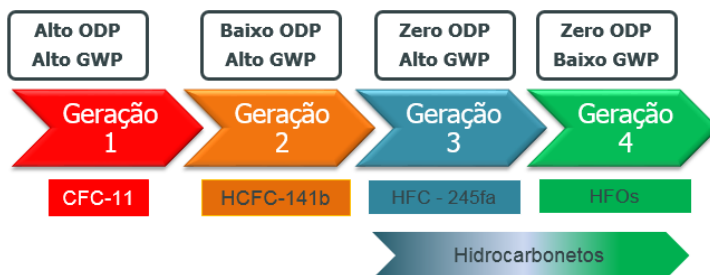 Alto ODP
Alto GWP
Baixo ODP
Alto GWP
Zero ODP
Alto GWP
Zero ODP
Baixo GWP
Geração
1
Geração
2
Geração
3
Geração
4
CFC-11
HCFC-141b
HFC - 245fa
HFOs
Hidrocarbonetos